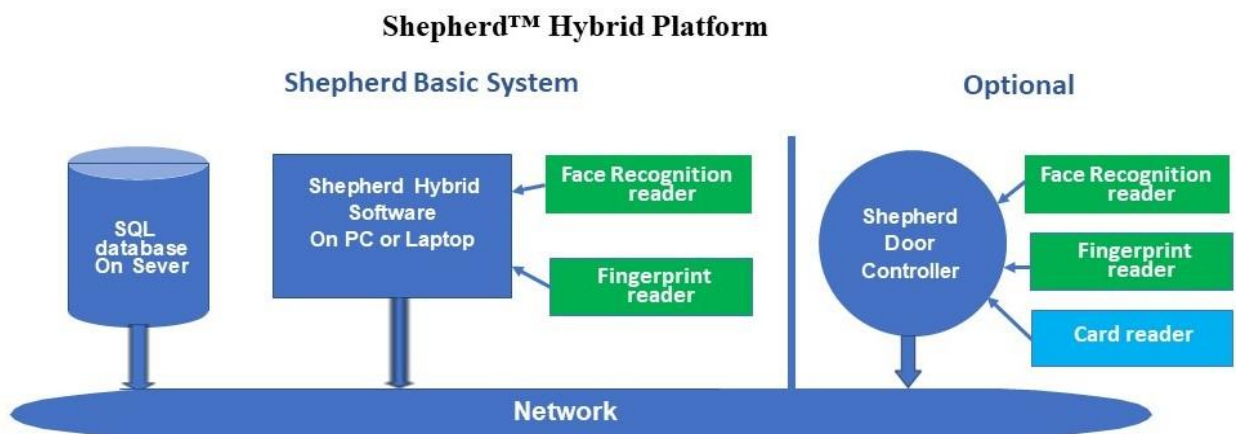 Shepherd™ Hybrid Platform
Shepherd Basic System
Optional
SQL
database
On Sever
Shepherd Hybrid
Software
On PC or Laptop
Face Recognition
reader
Fingerprint
reader
Shepherd
Door
Controller
Face Recognition
reader
Fingerprint
reader
Card reader
Network